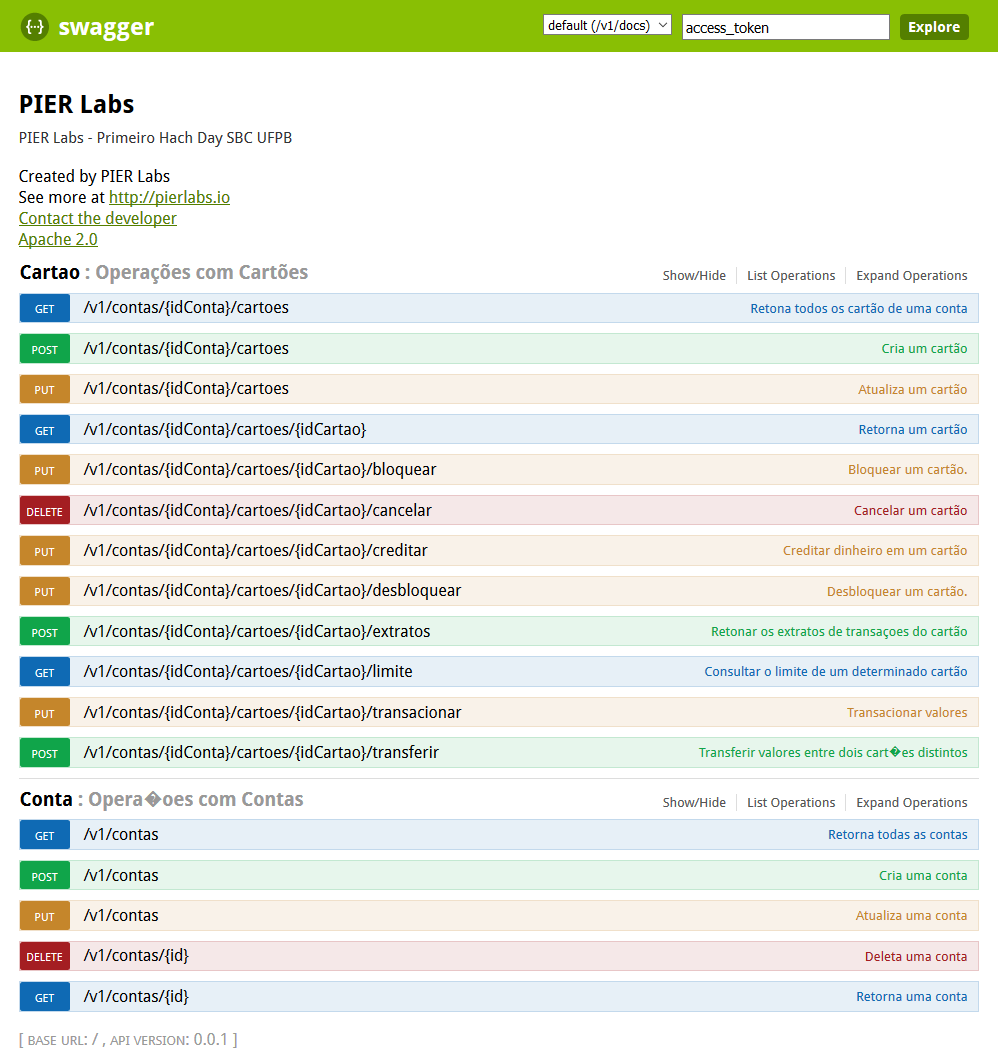 {··} swagger default (/v1/docs) access_token Explore
PIER Labs
PIER Labs - Primeiro Hach Day SBC UFPB
Created by PIER Labs
See more at http://pierlabs.io
Contact the developer
Apache 2.0
Cartao : Operações com Cartões Show/Hide List Operations Expand Operations
GET /v1/contas/{idConta}/cartoes Retona todos os cartão de uma conta
POST /v1/contas/{idConta}/cartoes Cria um cartão
PUT /v1/contas/{idConta}/cartoes Atualiza um cartão
GET /v1/contas/{idConta}/cartoes/{idCartao} Retorna um cartão
PUT /v1/contas/{idConta}/cartoes/{idCartao}/bloquear Bloquear um cartão.
DELETE /v1/contas/{idConta}/cartoes/{idCartao}/cancelar Cancelar um cartão
PUT /v1/contas/{idConta}/cartoes/{idCartao}/creditar Creditar dinheiro em um cartão
PUT /v1/contas/{idConta}/cartoes/{idCartao}/desbloquear Desbloquear um cartão.
POST /v1/contas/{idConta}/cartoes/{idCartao}/extratos Retonar os extratos de transaçoes do cartão
GET /v1/contas/{idConta}/cartoes/{idCartao}/limite Consultar o limite de um determinado cartão
PUT /v1/contas/{idConta}/cartoes/{idCartao}/transacionar Transacionar valores
POST /v1/contas/{idConta}/cartoes/{idCartao}/transferir Transferir valores entre dois cart�es distintos
Conta : Opera�oes com Contas Show/Hide List Operations Expand Operations
GET /v1/contas Retorna todas as contas
POST /v1/contas Cria uma conta
PUT /v1/contas Atualiza uma conta
DELETE /v1/contas/{id} Deleta uma conta
GET /v1/contas/{id} Retorna uma conta
[ BASE URL: / , API VERSION: 0.0.1 ]